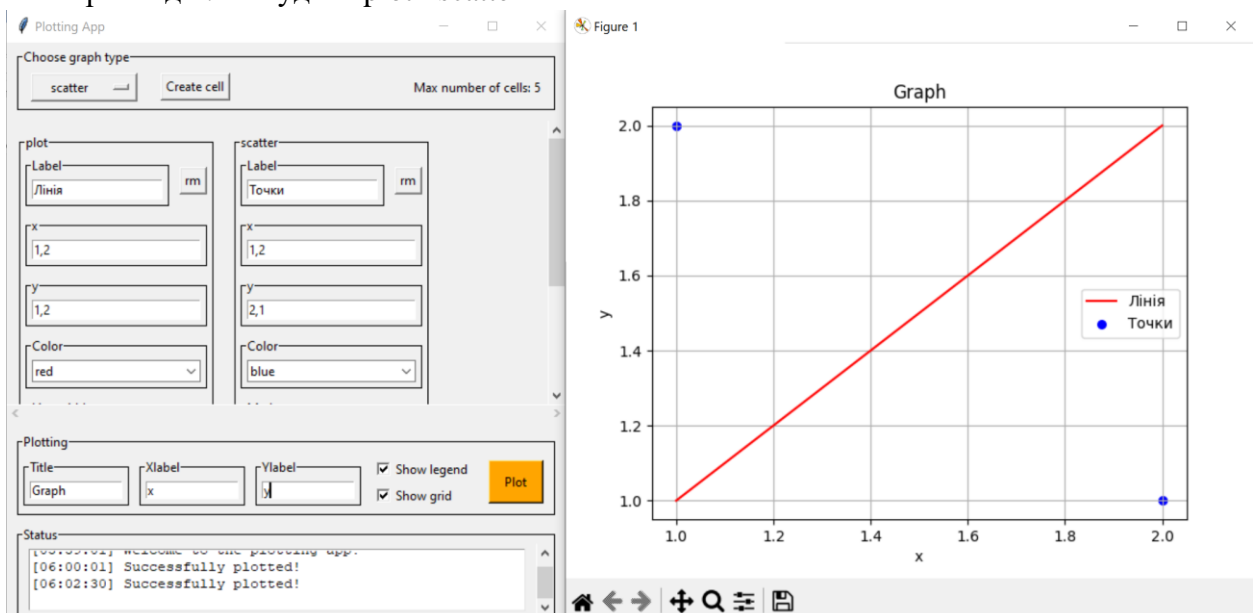 Plotting App
Choose graph type
scatter
Create cell
Max number of cells: 5
plot
Label
Лінія
rm
x
1,2
y
1,2
Color
red
scatter
Label
Точки
rm
x
1,2
y
2,1
Color
blue
Plotting
Title
Graph
Xlabel
x
Ylabel
y
Show legend
Show grid
Plot
Status
[06:00:01] Successfully plotted!
[06:02:30] Successfully plotted!
Figure 1
Graph
2.0
1.8
1.6
1.4
1.2
1.0
y
Лінія
Точки
1.0 1.2 1.4 1.6 1.8 2.0
x